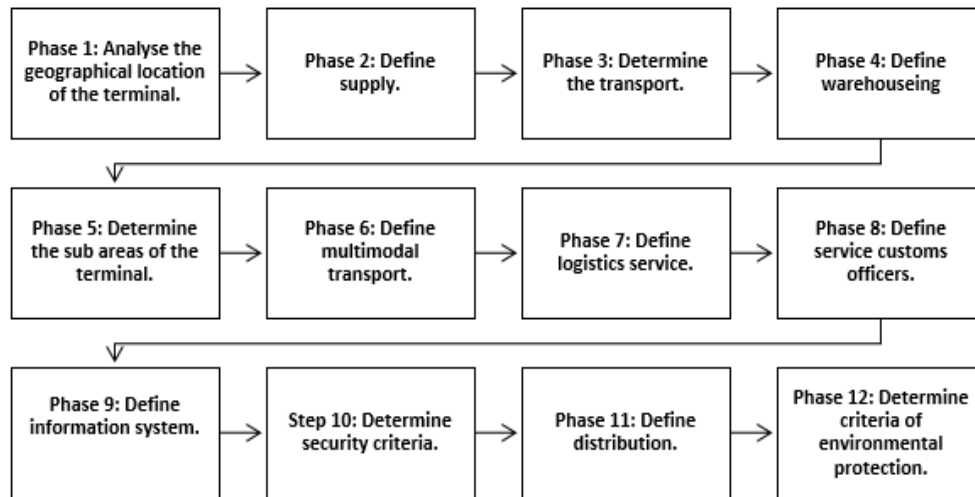 Phase 1: Analyse the
geographical location
of the terminal.
Phase 2: Define
supply.
Phase 3: Determine
the transport.
Phase 4: Define
warehouseing
Phase 5: Determine
the sub areas of the
terminal.
Phase 6: Define
multimodal
transport.
Phase 7: Define
logistics service.
Phase 8: Define
service customs
officers.
Phase 9: Define
information system.
Step 10: Determine
security criteria.
Phase 11: Define
distribution.
Phase 12: Determine
criteria of
environmental
protection.